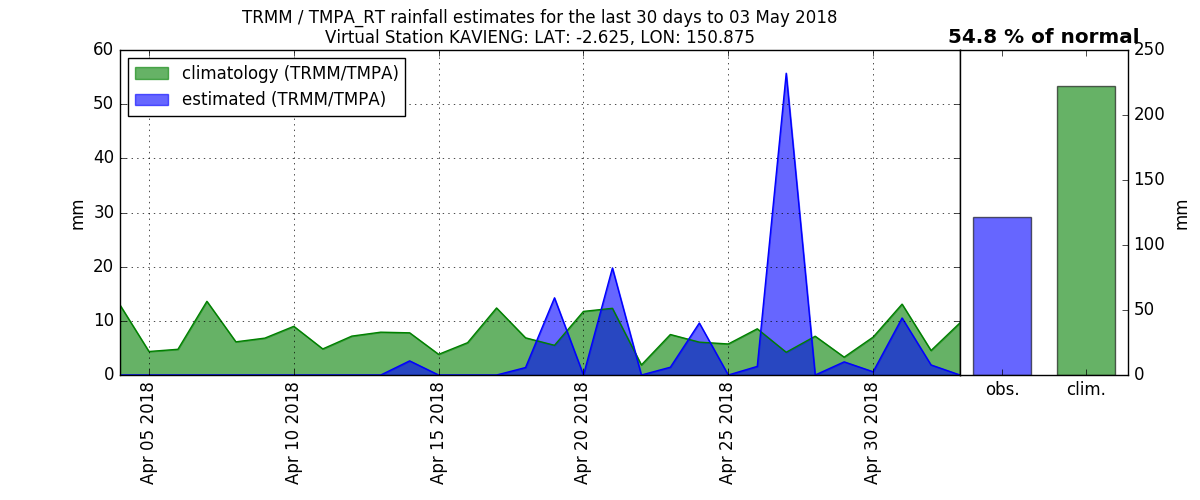 TRMM / TMPA_RT rainfall estimates for the last 30 days to 03 May 2018
Virtual Station KAVIENG: LAT: -2.625, LON: 150.875
54.8 % of normal
climatology (TRMM/TMPA)
estimated (TRMM/TMPA)
mm
60
50
40
30
20
10
0
Apr 05 2018
Apr 10 2018
Apr 15 2018
Apr 20 2018
Apr 25 2018
Apr 30 2018
obs.
clim.
250
200
150
100
50
0
mm